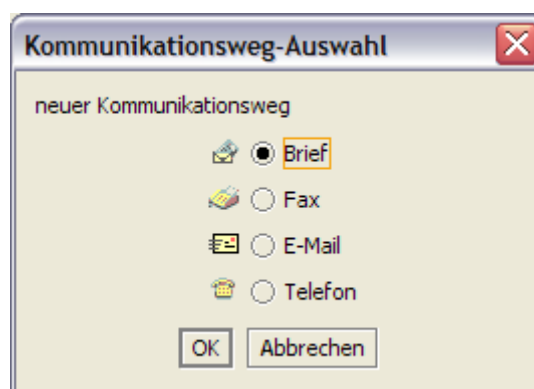 Kommunikationsweg-Auswahl
neuer Kommunikationsweg
Brief
Fax
E-Mail
Telefon
OK Abbrechen